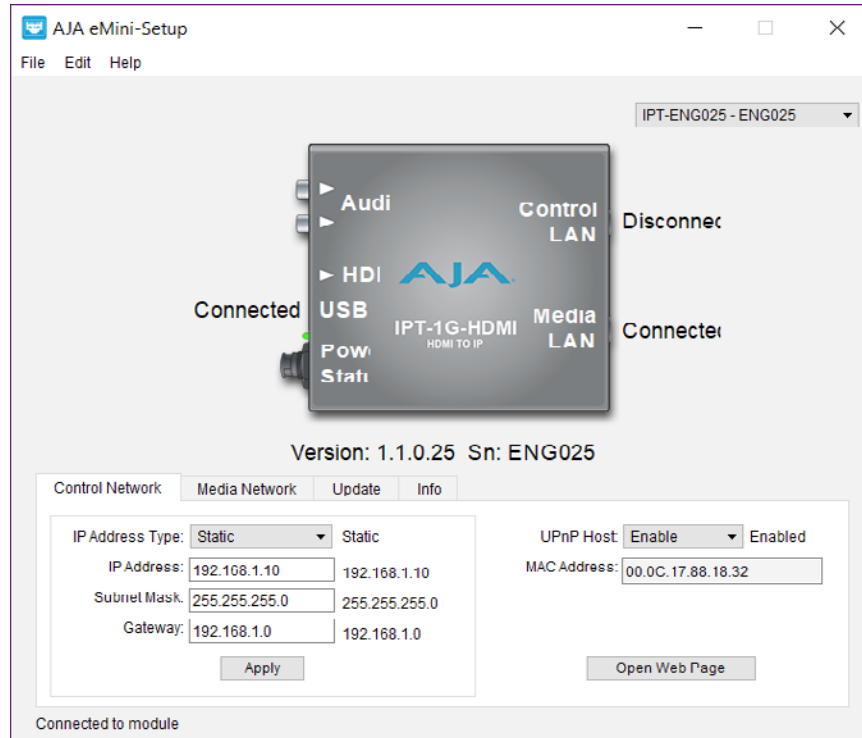 AJA eMini-Setup
File Edit Help
IPT-ENG025 - ENG025
Audi
Control
LAN
Disconnec
HDI
AJA
Connected
USB
IPT-1G-HDMI
HDMI TO IP
Media
LAN
Connected
Pow
Statu
Version: 1.1.0.25 Sn: ENG025
Control Network Media Network Update Info
IP Address Type: Static Static
UPnP Host: Enable Enabled
IP Address: 192.168.1.10 192.168.1.10
MAC Address: 00.0C.17.88.18.32
Subnet Mask: 255.255.255.0 255.255.255.0
Gateway: 192.168.1.0 192.168.1.0
Apply
Open Web Page
Connected to module